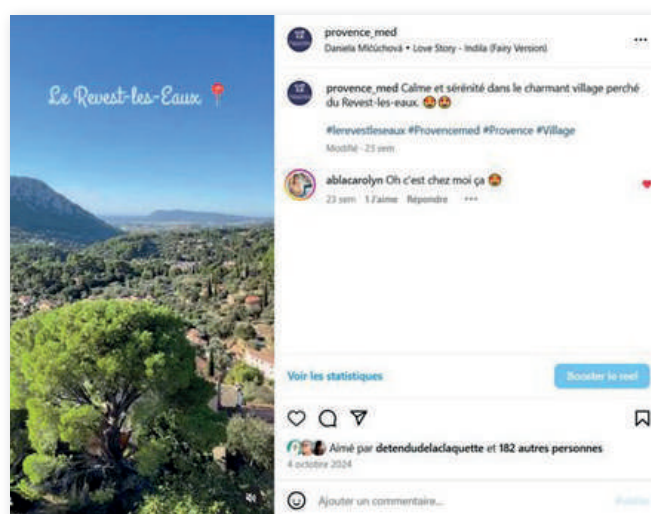 Le Revest-les-Eaux
provence_med
Daniela Mlčúchová • Love Story - Indila (Fairy Version)
provence_med Calme et sérénité dans le charmant village perché
du Revest-les-eaux.
#lerevestleseaux #Provencemed #Provence #Village
Modifié · 23 sem
ablacarolyn Oh c'est chez moi ça
23 sem 1 J'aime Répondre
Voir les statistiques
Booster le reel
Aimé par detendudelaclaquette et 182 autres personnes
4 octobre 2024
Ajouter un commentaire...